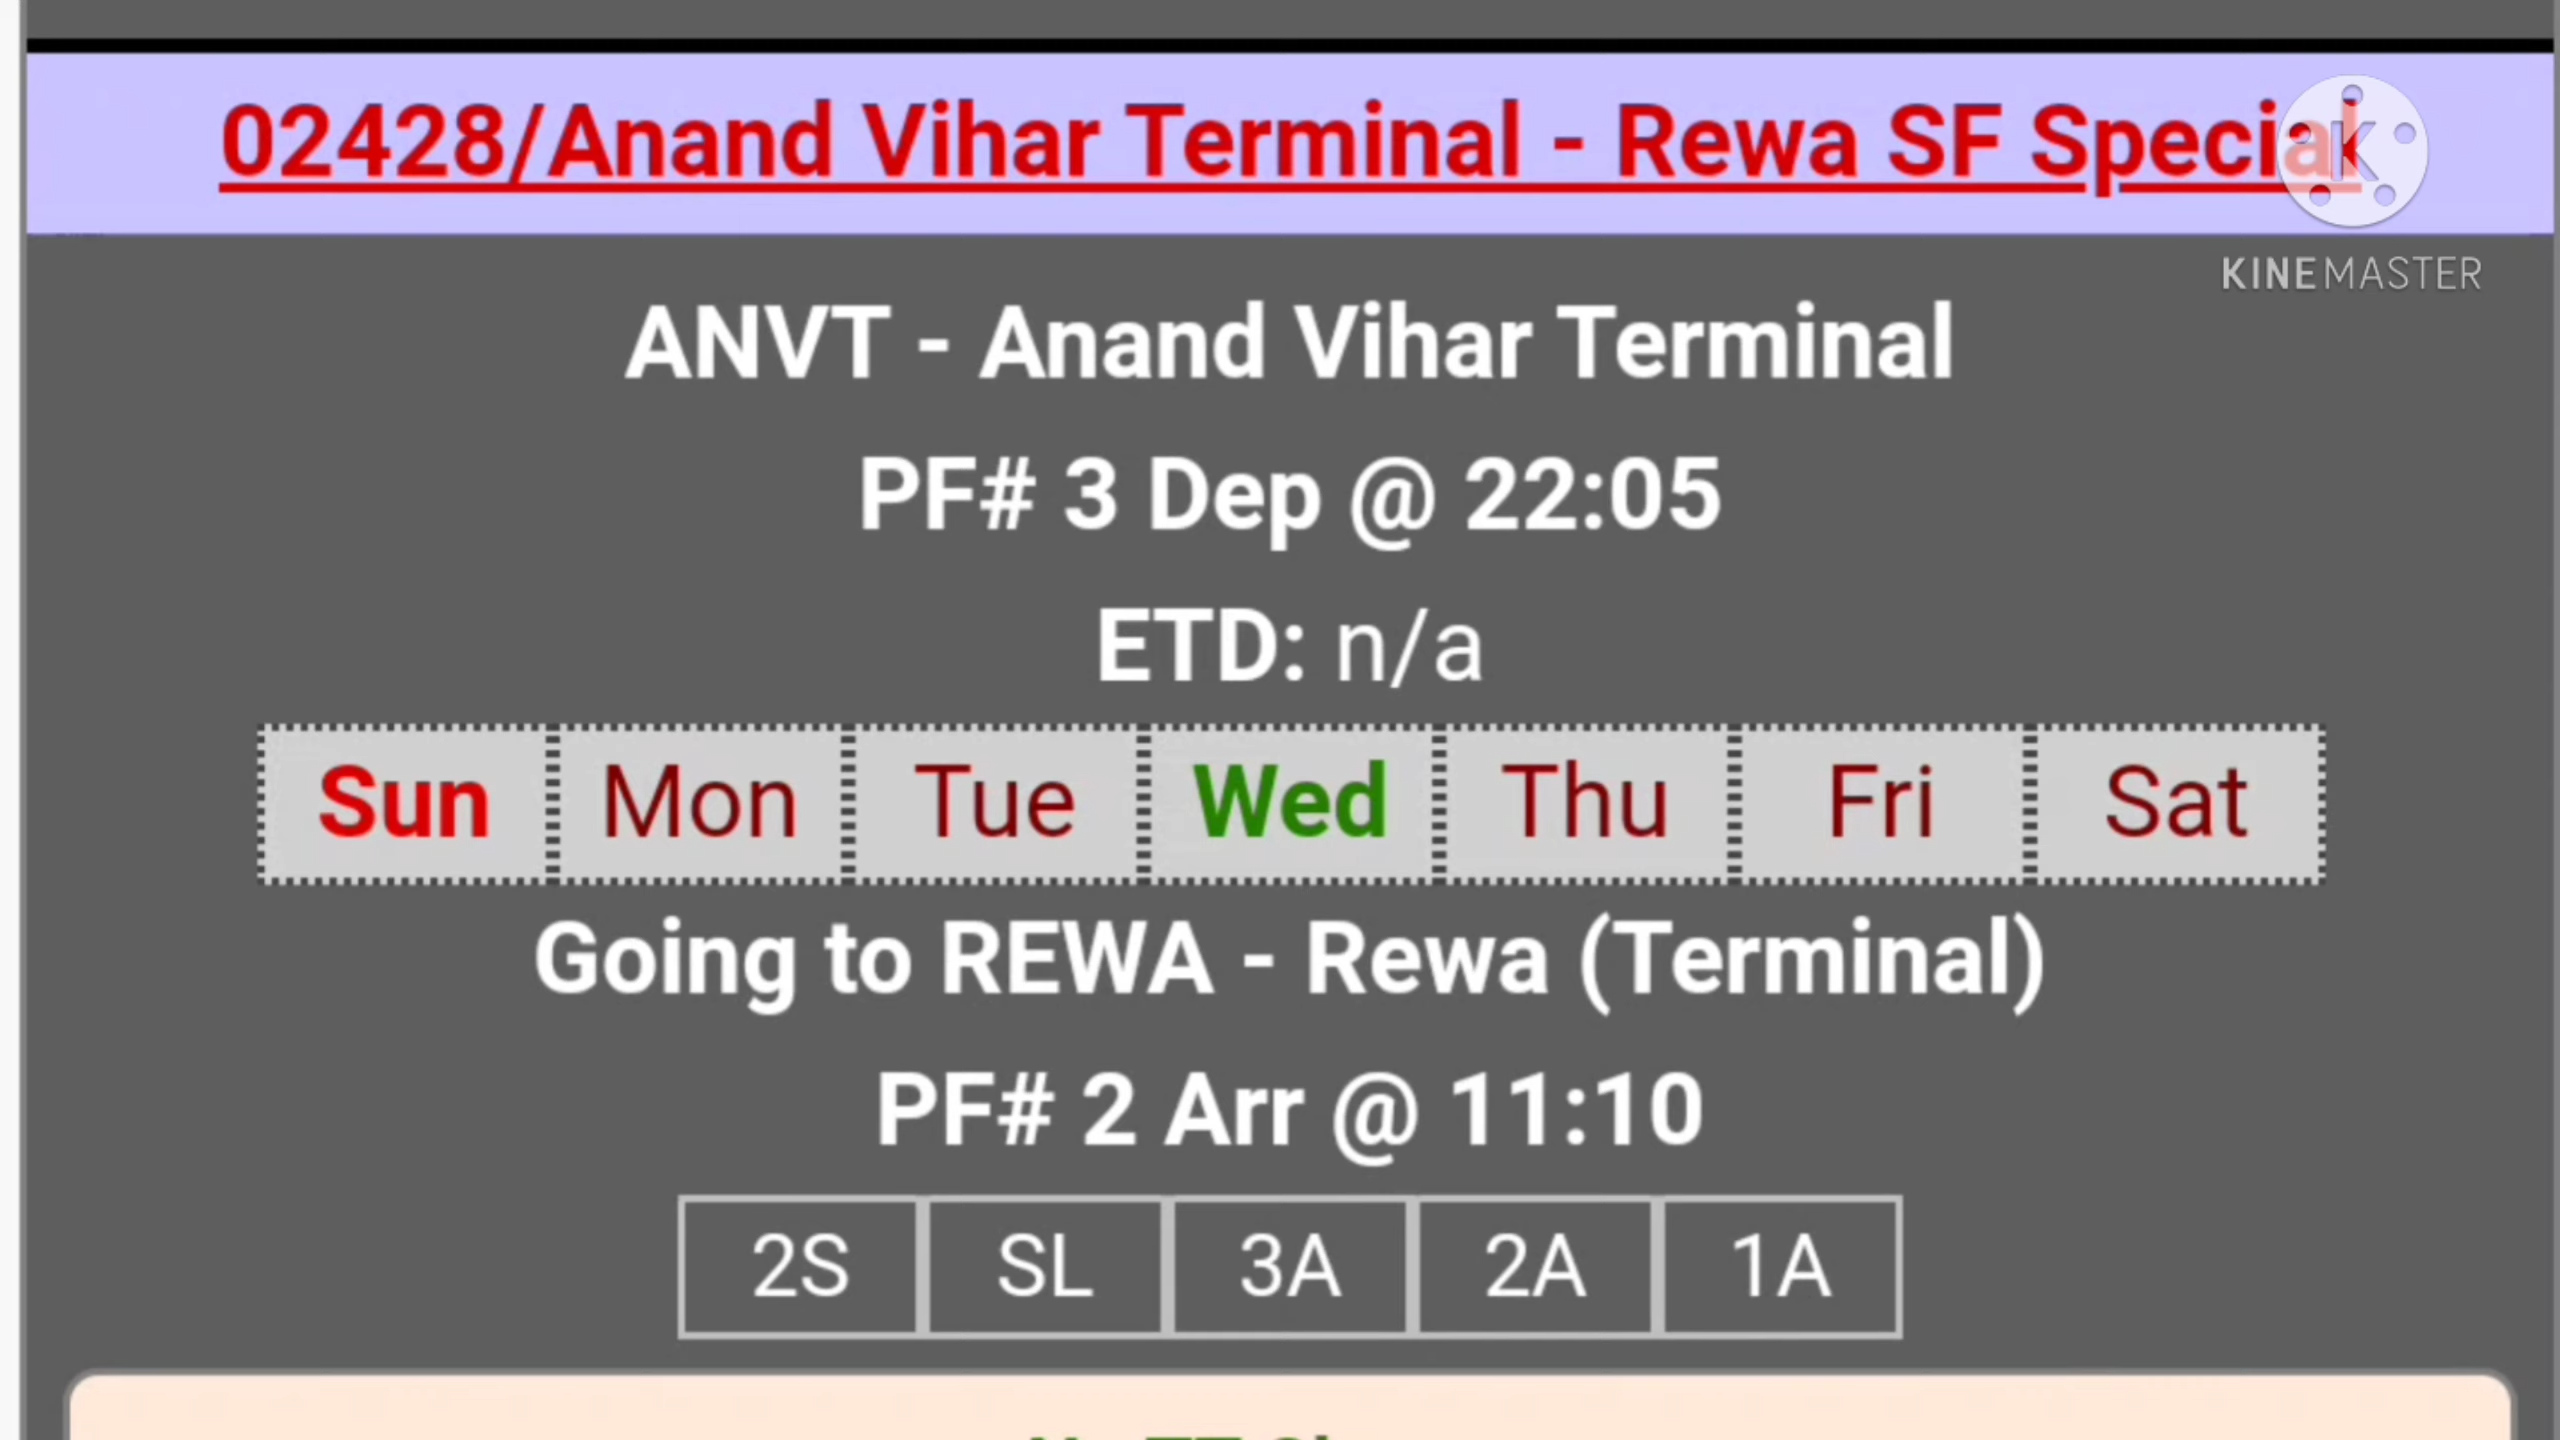 02428/Anand Vihar Terminal - Rewa SF Special
KINEMASTER
ANVT - Anand Vihar Terminal
PF# 3 Dep @ 22:05
ETD: n/a
Sun Mon Tue Wed Thu Fri Sat
Going to REWA - Rewa (Terminal)
PF# 2 Arr @ 11:10
2S SL 3A 2A 1A